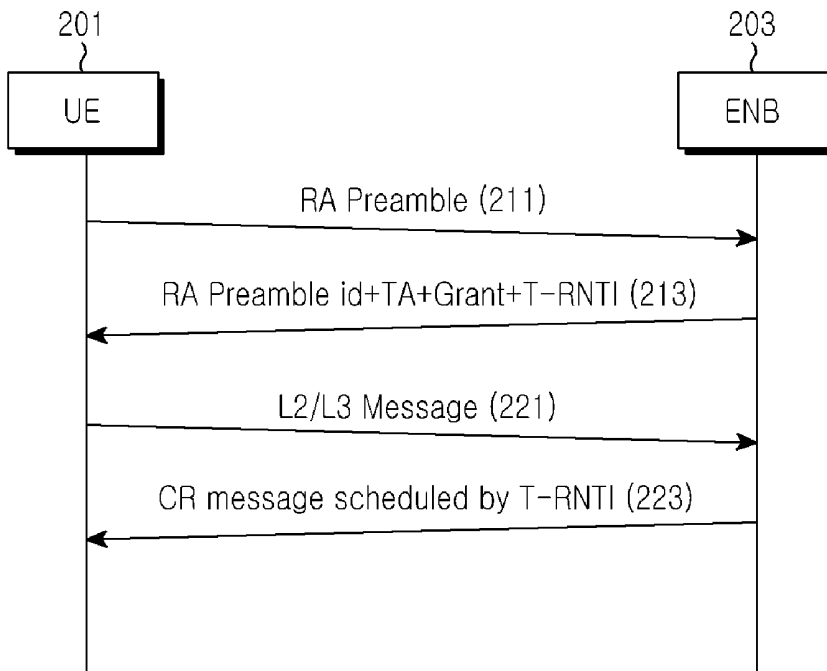 201
203
UE
ENB
RA Preamble (211)
RA Preamble id+TA+Grant+T-RNTI (213)
L2/L3 Message (221)
CR message scheduled by T-RNTI (223)